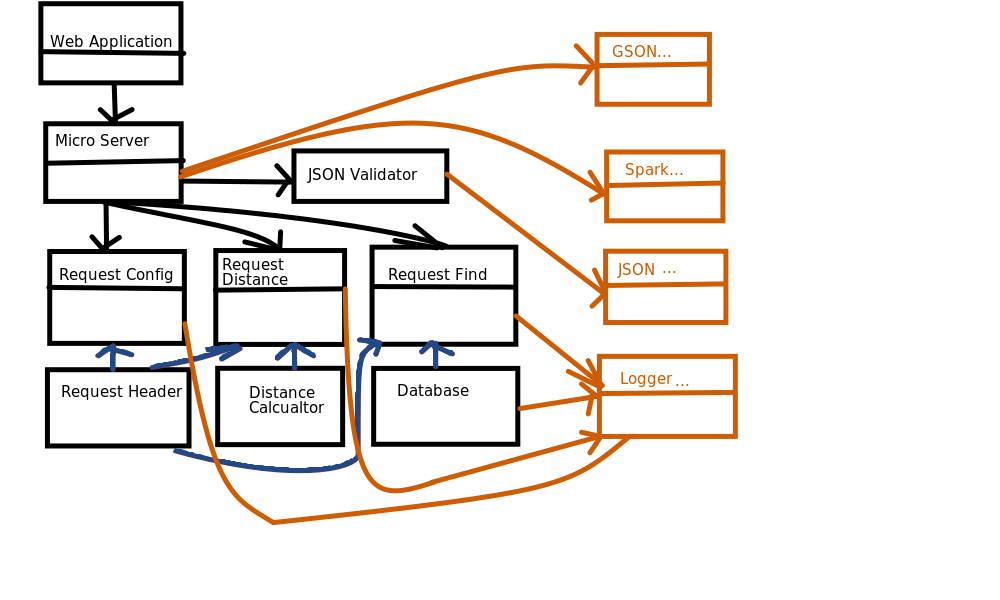 Web Application
GSON...
Micro Server
JSON Validator
Spark...
Request Config
Request
Distance
Request Find
JSON ...
Request Header
Distance
Calcualtor
Database
Logger...